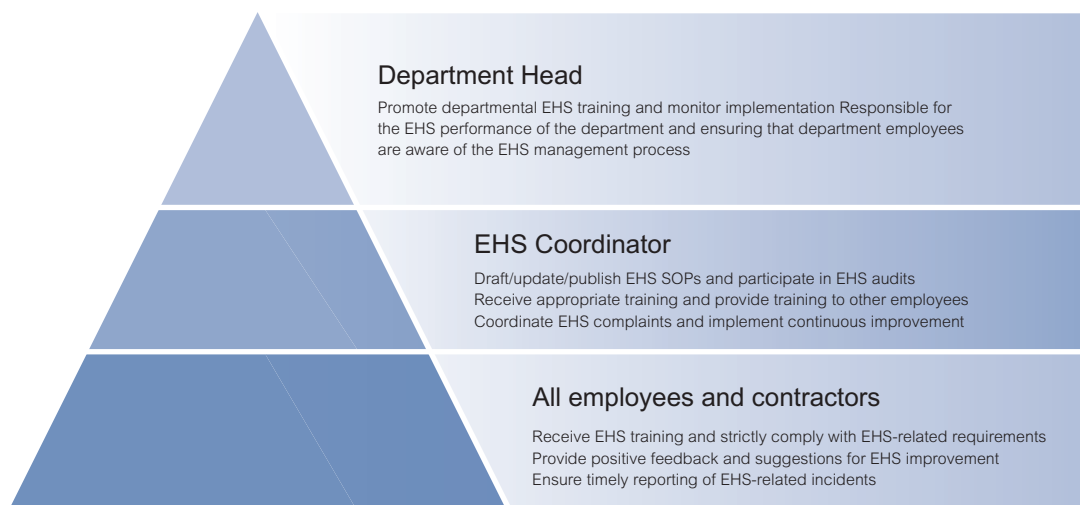 Department Head
Promote departmental EHS training and monitor implementation Responsible for
the EHS performance of the department and ensuring that department employees
are aware of the EHS management process
EHS Coordinator
Draft/update/publish EHS SOPs and participate in EHS audits
Receive appropriate training and provide training to other employees
Coordinate EHS complaints and implement continuous improvement
All employees and contractors
Receive EHS training and strictly comply with EHS-related requirements
Provide positive feedback and suggestions for EHS improvement
Ensure timely reporting of EHS-related incidents